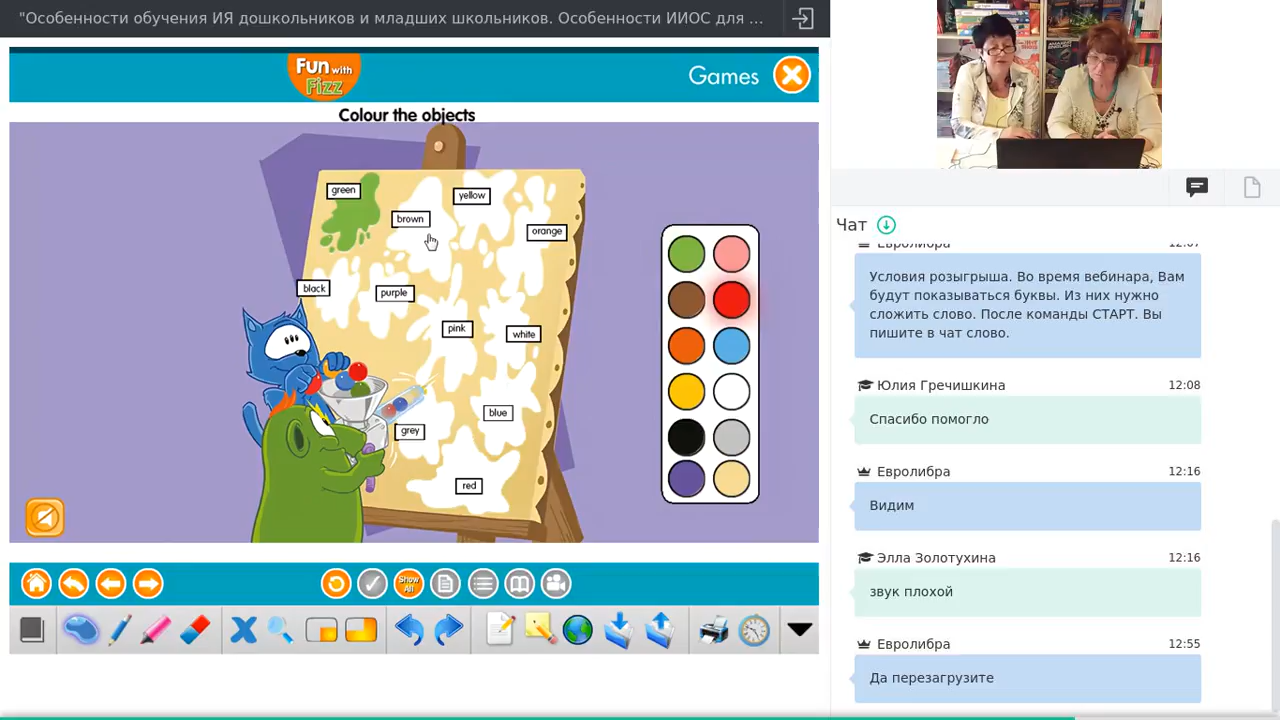 "Особенности обучения ИЯ дошкольников и младших школьников. Особенности ИИОС для ...
Fun with
Fizz
Games
Colour the objects
green
yellow
brown
orange
black
purple
pink
white
blue
grey
red
Show
All
Чат
Евролибра 12:07
Условия розыгрыша. Во время вебинара, Вам
будут показываться буквы. Из них нужно
сложить слово. После команды СТАРТ. Вы
пишите в чат слово.
Юлия Гречишкина 12:08
Спасибо помогло
Евролибра 12:16
Видим
Элла Золотухина 12:16
звук плохой
Евролибра 12:55
Да перезагрузите